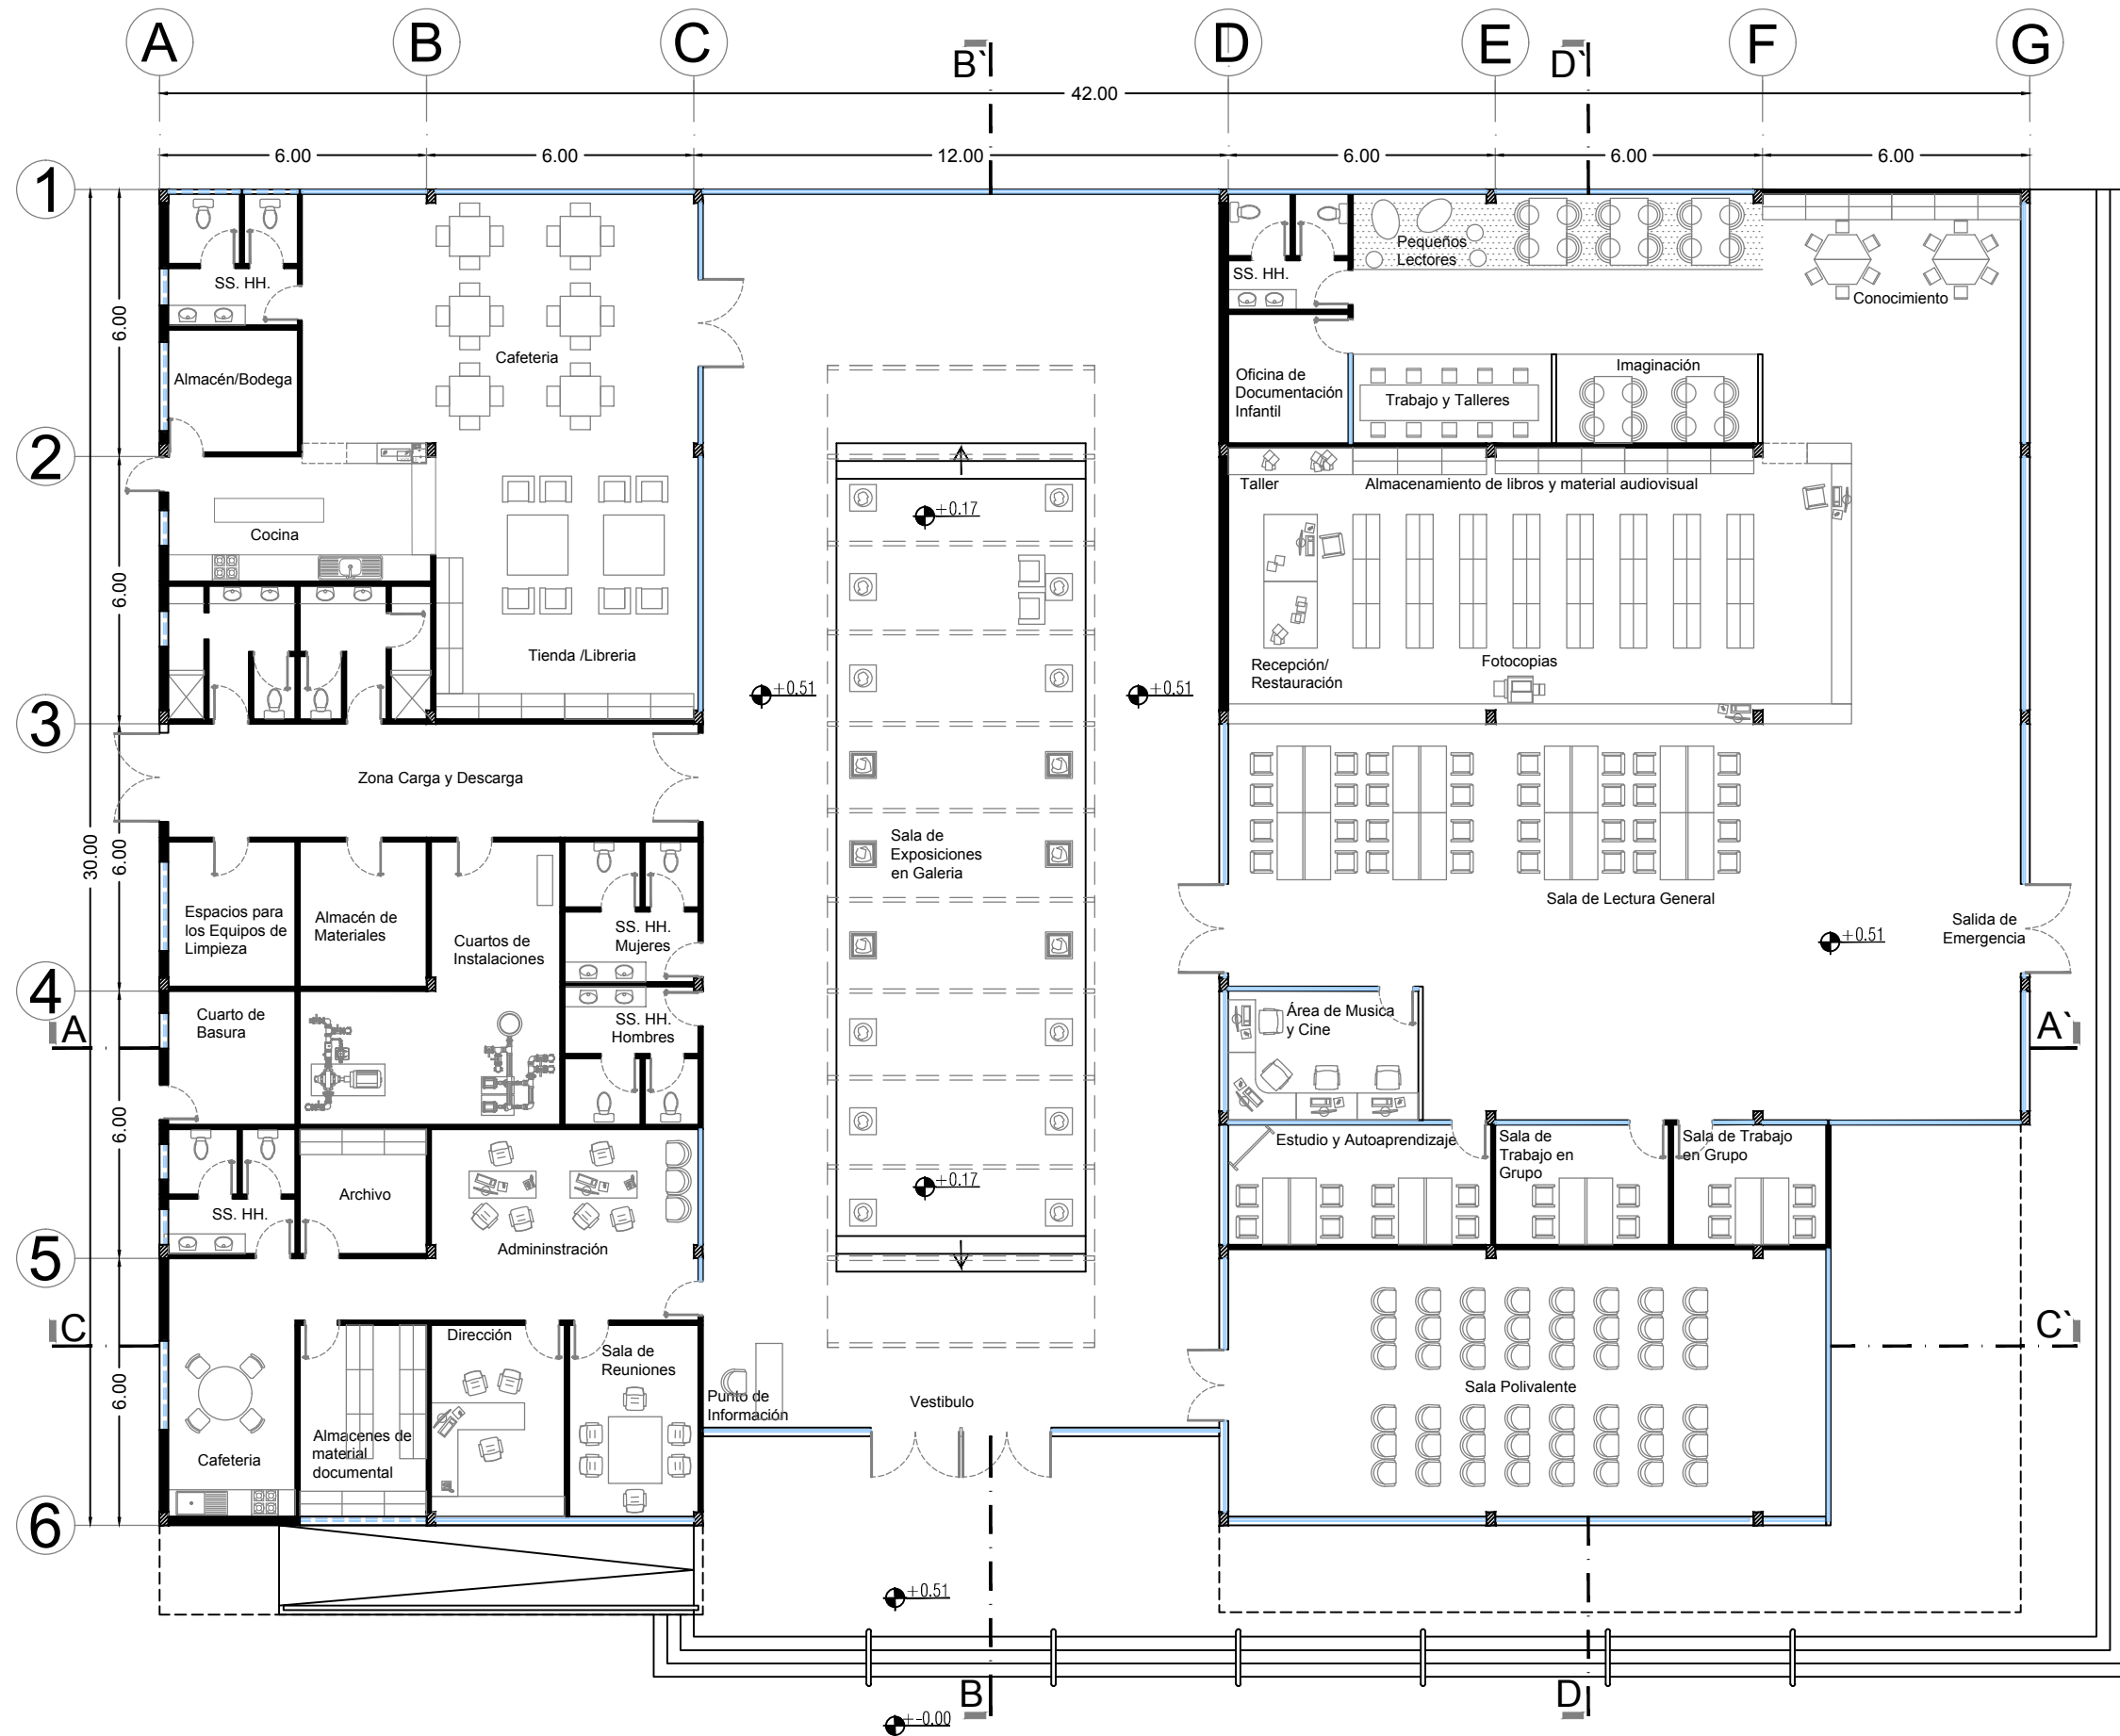 A B C D E F G
B` D`
42.00
6.00 6.00 12.00 6.00 6.00 6.00
1
2
3
4
5
6
30.00
6.00
6.00
6.00
6.00
6.00
SS. HH.
Almacén/Bodega
Cafeteria
Cocina
Tienda /Libreria
Zona Carga y Descarga
Espacios para
los Equipos de
Limpieza
Almacén de
Materiales
Cuartos de
Instalaciones
SS. HH.
Mujeres
SS. HH.
Hombres
Cuarto de
Basura
SS. HH.
Archivo
Admininstración
Cafeteria
Almacenes de
material
documental
Dirección
Sala de
Reuniones
Punto de
Información
Vestibulo
+0.17
+0.51
+0.51
Sala de
Exposiciones
en Galeria
+0.17
SS. HH.
Pequeños
Lectores
Conocimiento
Oficina de
Documentación
Infantil
Trabajo y Talleres
Imaginación
Taller
Almacenamiento de libros y material audiovisual
Recepción/
Restauración
Fotocopias
Sala de Lectura General
+0.51
Salida de
Emergencia
Área de Musica
y Cine
Estudio y Autoaprendizaje
Sala de
Trabajo en
Grupo
Sala de Trabajo
en Grupo
Sala Polivalente
A
A`
C
C`
+0.51
B
D
+-0.00